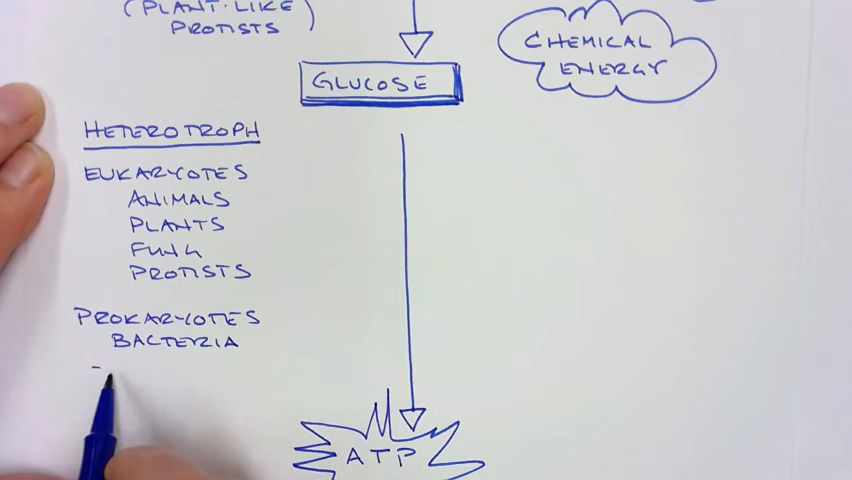 (PLANT-LIKE
PROTISTS)
CHEMICAL
ENERGY
GLUCOSE
HETEROTROPH
EUKARYOTES
ANIMALS
PLANTS
FUNGI
PROTISTS
PROKARYOTES
BACTERIA
-
ATP